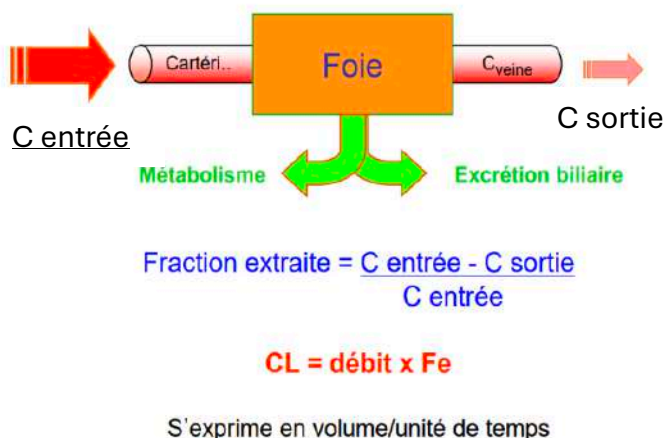 Cartéri..
Foie
Cveine
C entrée
C sortie
Métabolisme
Excrétion biliaire
Fraction extraite = C entrée - C sortie
C entrée
CL = débit x Fe
S'exprime en volume/unité de temps